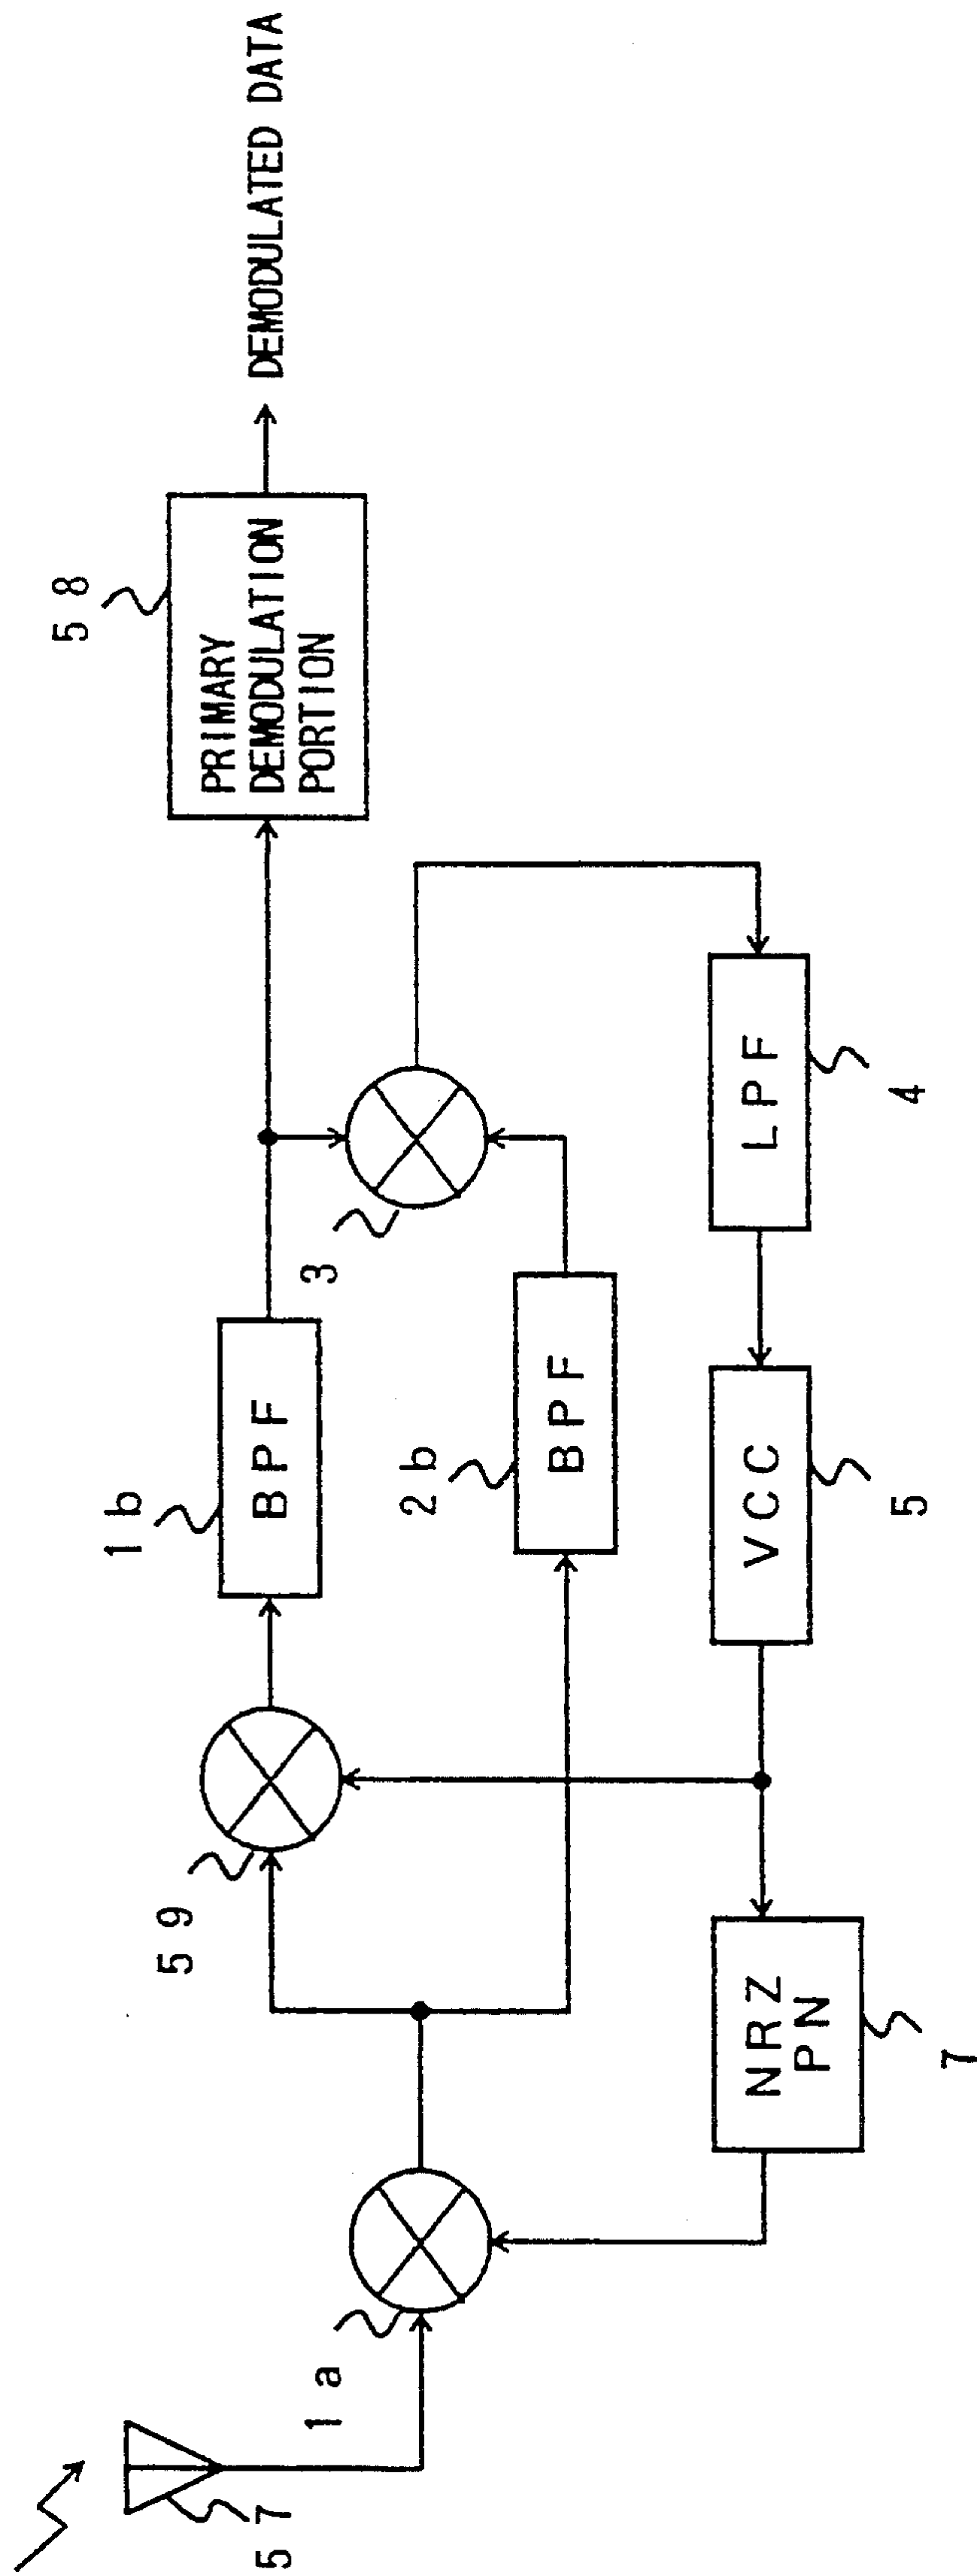 57
1a
59
1b
BPF
2b
BPF
3
58
PRIMARY
DEMODULATION
PORTION
DEMODULATED DATA
NRZ
PN
7
VCC
5
LPF
4